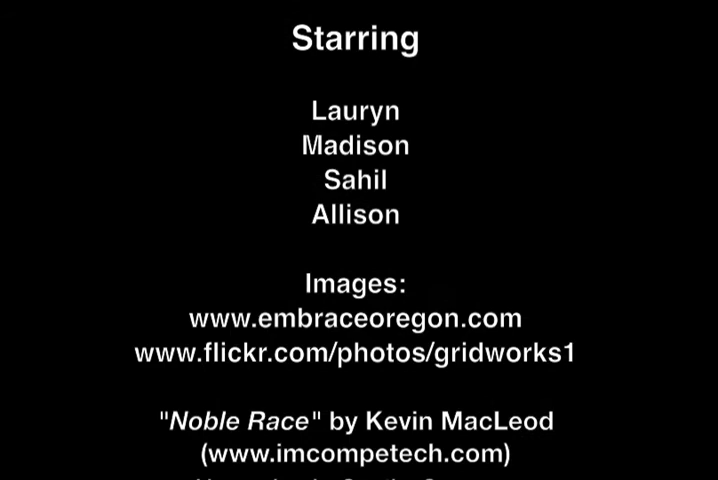 Starring
Lauryn
Madison
Sahil
Allison
Images:
www.embraceoregon.com
www.flickr.com/photos/gridworks1
"Noble Race" by Kevin MacLeod
(www.imcompetech.com)